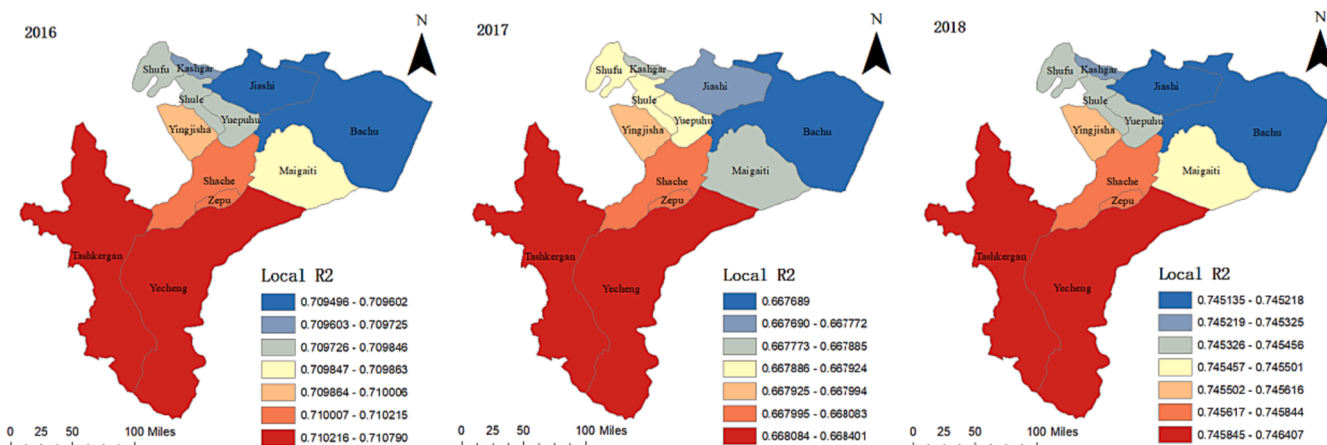 2016
N
Shufu
Kashgar
Jiashi
Shule
Yuepuhu
Bachu
Yingjisha
Maigaiti
Shache
Zepu
Tashkergan
Yecheng
Local R2
0.709496 - 0.709602
0.709603 - 0.709725
0.709726 - 0.709846
0.709847 - 0.709863
0.709864 - 0.710006
0.710007 - 0.710215
0.710216 - 0.710790
0 25 50 100 Miles
2017
N
Shufu
Kashgar
Jiashi
Shule
Yuepuhu
Bachu
Yingjisha
Maigaiti
Shache
Zepu
Tashkergan
Yecheng
Local R2
0.667689
0.667690 - 0.667772
0.667773 - 0.667885
0.667886 - 0.667924
0.667925 - 0.667994
0.667995 - 0.668083
0.668084 - 0.668401
0 25 50 100 Miles
2018
N
Shufu
Kashgar
Jiashi
Shule
Yuepuhu
Bachu
Yingjisha
Maigaiti
Shache
Zepu
Tashkergan
Yecheng
Local R2
0.745135 - 0.745218
0.745219 - 0.745325
0.745326 - 0.745456
0.745457 - 0.745501
0.745502 - 0.745616
0.745617 - 0.745844
0.745845 - 0.746407
0 25 50 100 Miles